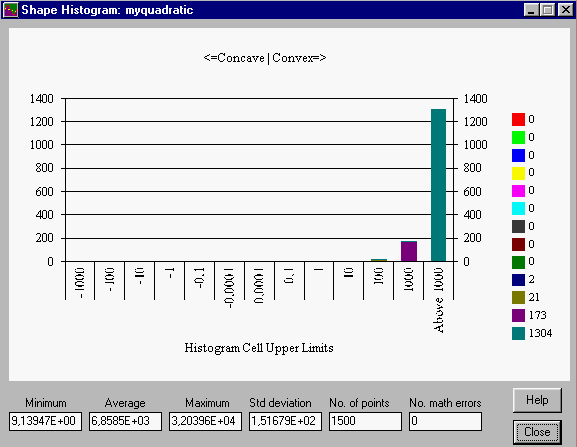 Shape Histogram: myquadratic
<=Concave|Convex=>
1400 1400
1200 1200
1000 1000
800 800
600 600
400 400
200 200
0 0
-1000 -100 -10 -1 -0.1 -0.0001 0.0001 0.1 1 10 100 1000 Above 1000
Histogram Cell Upper Limits
0
0
0
0
0
0
0
0
0
2
21
173
1304
Minimum Average Maximum Std deviation No. of points No. math errors
9,13947E+00 6,8585E+03 3,20396E+04 1,51679E+02 1500 0
Help
Close